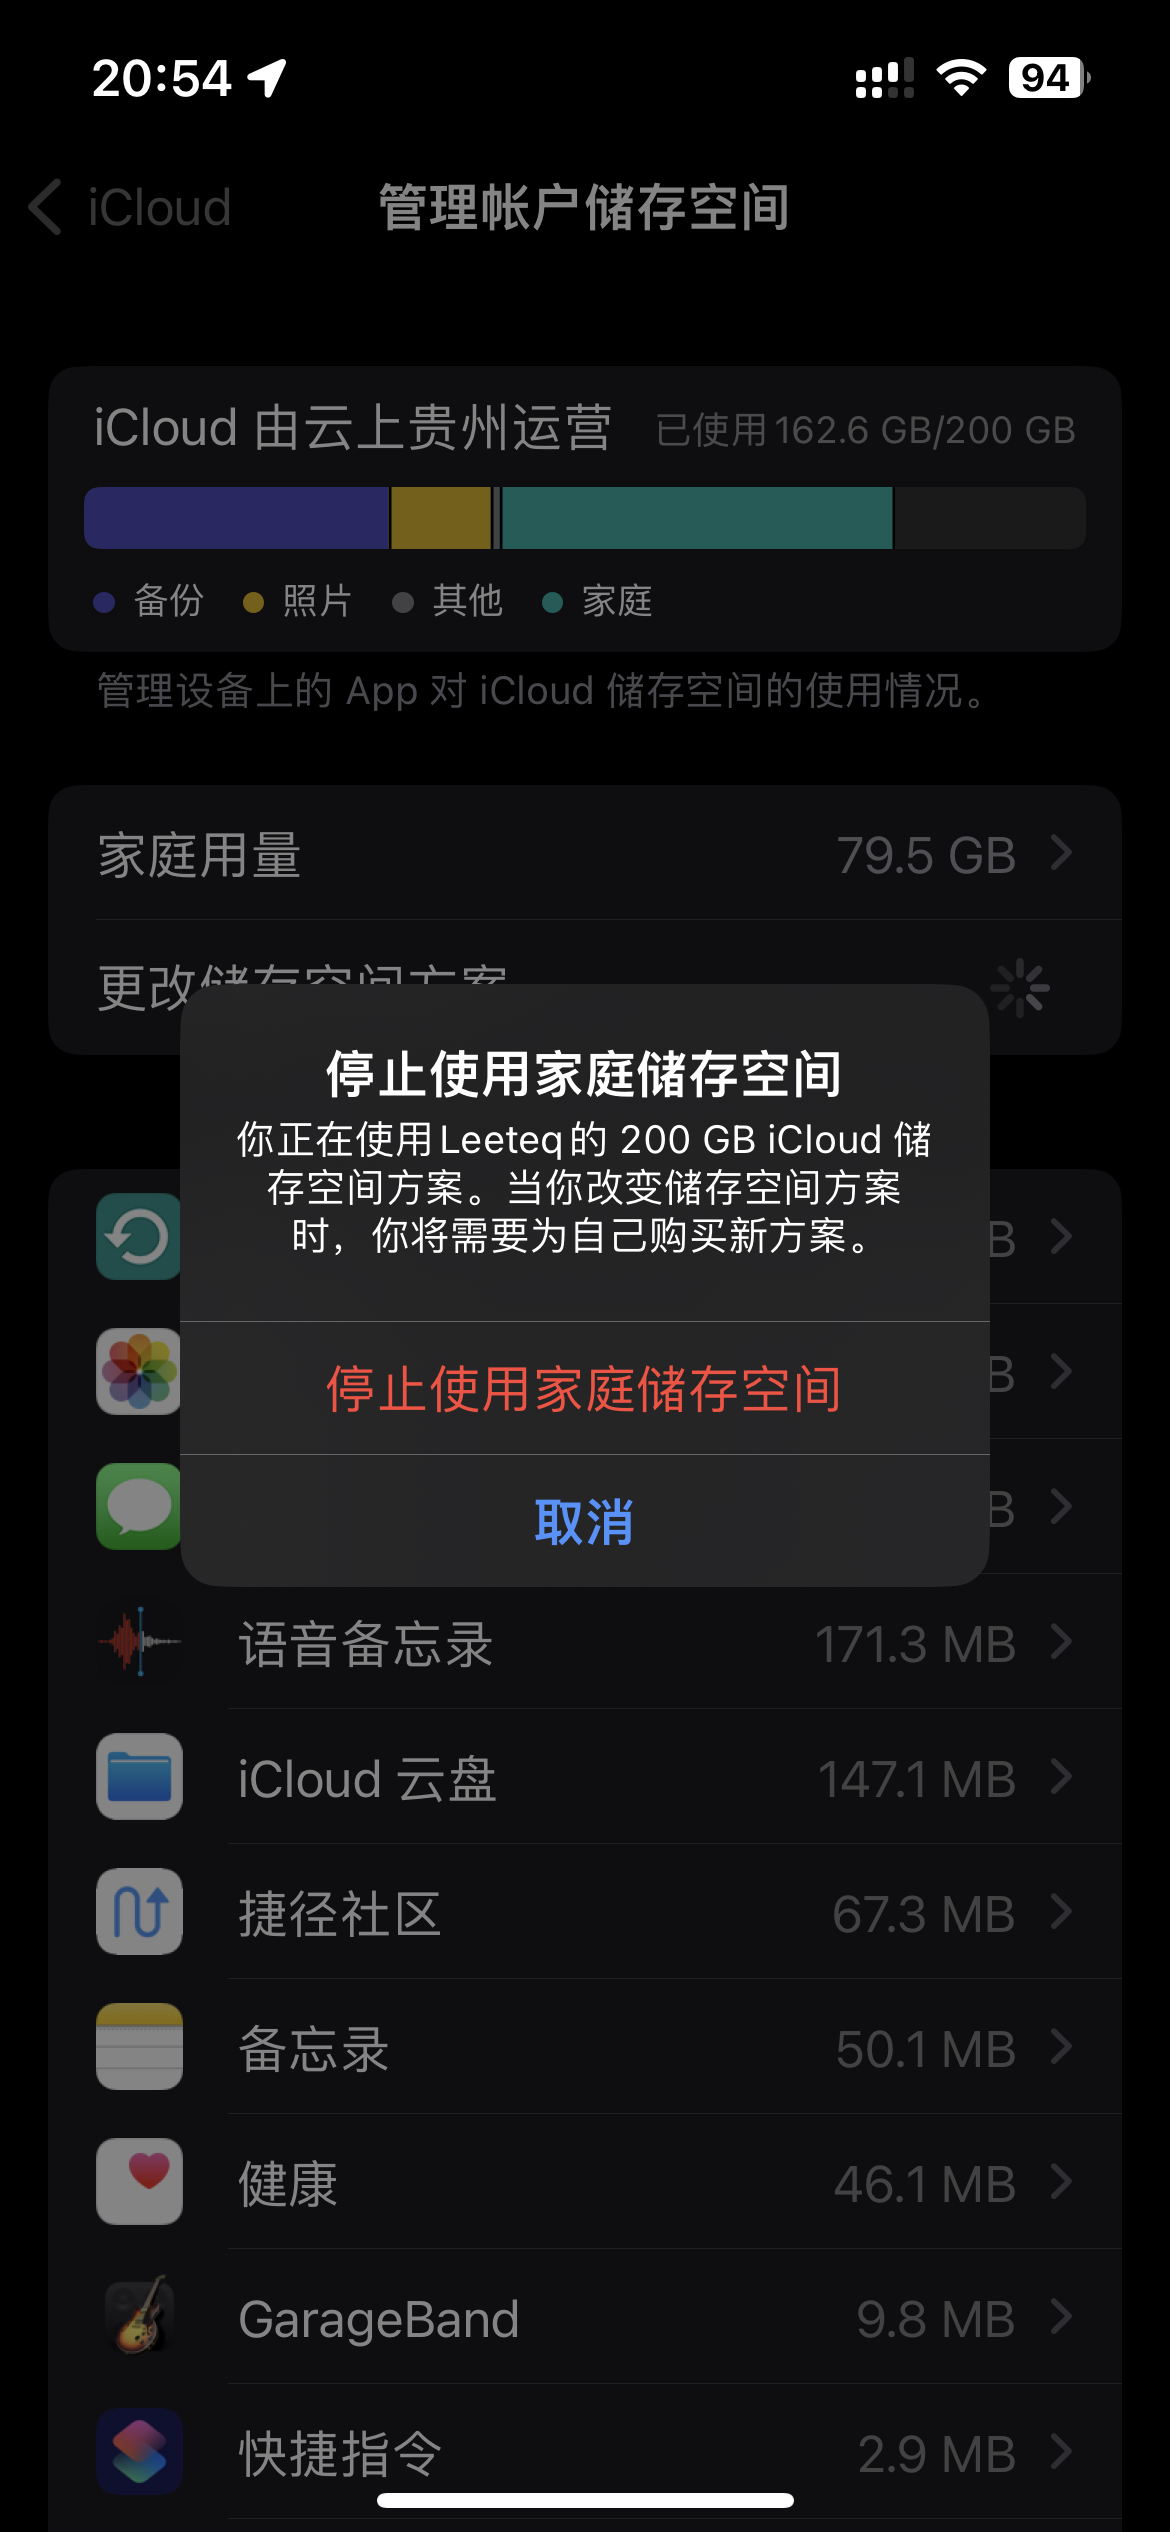 20:54
94
iCloud
管理帐户储存空间
iCloud 由云上贵州运营
已使用 162.6 GB/200 GB
备份
照片
其他
家庭
管理设备上的 App 对 iCloud 储存空间的使用情况。
家庭用量
79.5 GB
更改储存空间方案
停止使用家庭储存空间
你正在使用 Leeteq 的 200 GB iCloud 储
存空间方案。当你改变储存空间方案
时，你将需要为自己购买新方案。
停止使用家庭储存空间
取消
语音备忘录
171.3 MB
iCloud 云盘
147.1 MB
捷径社区
67.3 MB
备忘录
50.1 MB
健康
46.1 MB
GarageBand
9.8 MB
快捷指令
2.9 MB